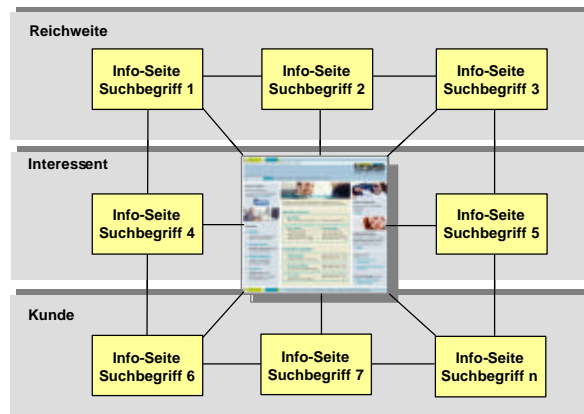 Reichweite
Info-Seite
Suchbegriff 1
Info-Seite
Suchbegriff 2
Info-Seite
Suchbegriff 3
Interessent
Info-Seite
Suchbegriff 4
Info-Seite
Suchbegriff 5
Kunde
Info-Seite
Suchbegriff 6
Info-Seite
Suchbegriff 7
Info-Seite
Suchbegriff n